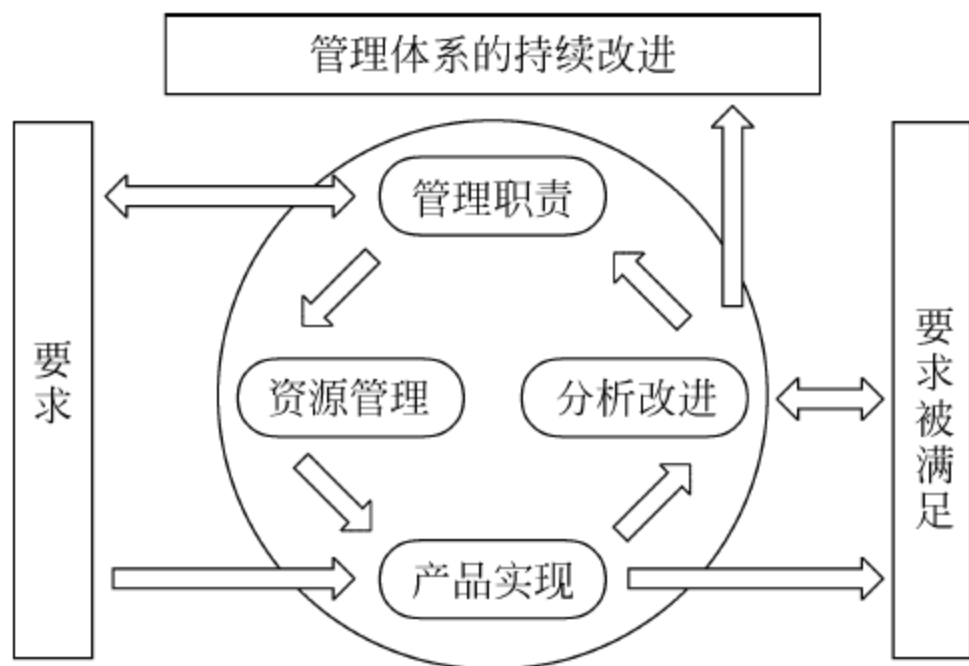 管理体系的持续改进
管理职责
要求
资源管理
分析改进
要求被满足
产品实现